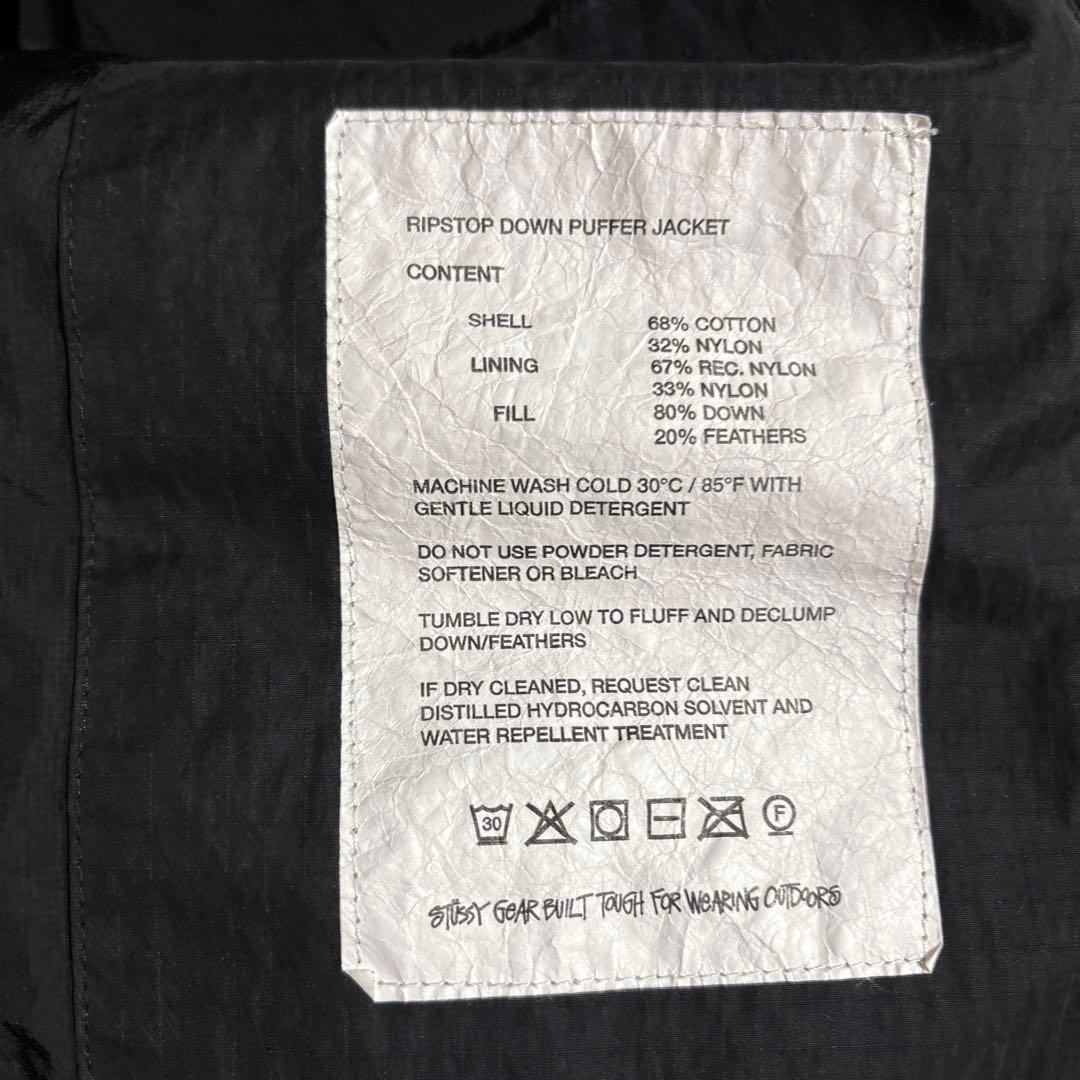 RIPSTOP DOWN PUFFER JACKET
CONTENT
SHELL 68% COTTON
32% NYLON
LINING 67% REC. NYLON
33% NYLON
FILL 80% DOWN
20% FEATHERS
MACHINE WASH COLD 30°C / 85°F WITH
GENTLE LIQUID DETERGENT
DO NOT USE POWDER DETERGENT, FABRIC
SOFTENER OR BLEACH
TUMBLE DRY LOW TO FLUFF AND DECLUMP
DOWN/FEATHERS
IF DRY CLEANED, REQUEST CLEAN
DISTILLED HYDROCARBON SOLVENT AND
WATER REPELLENT TREATMENT
30 F
STÜSSY GEAR BUILT TOUGH FOR WEARING OUTDOORS